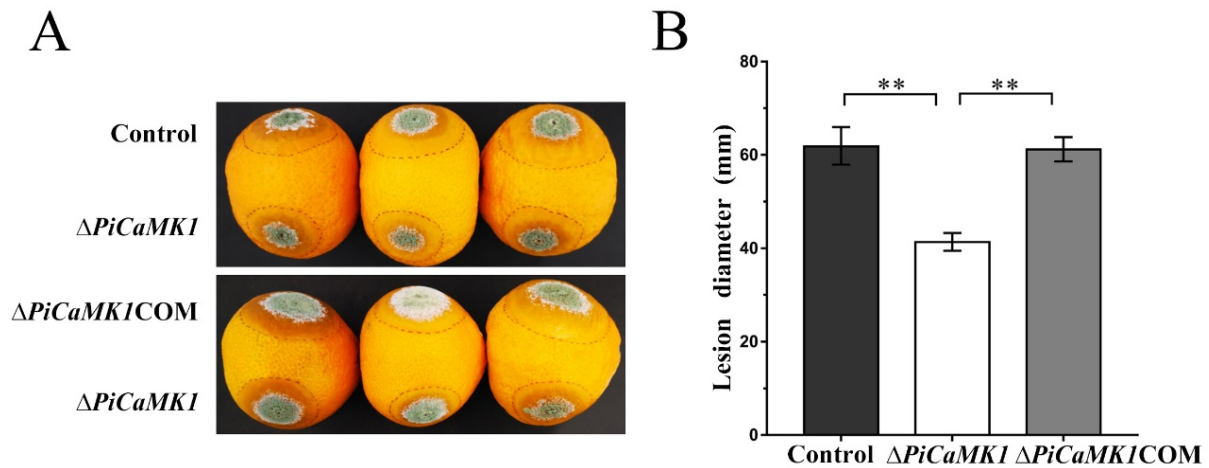 A
Control
ΔPiCaMK1
ΔPiCaMK1COM
ΔPiCaMK1
B
Lesion diameter (mm)
80
60
40
20
0
** **
Control ΔPiCaMK1 ΔPiCaMK1COM